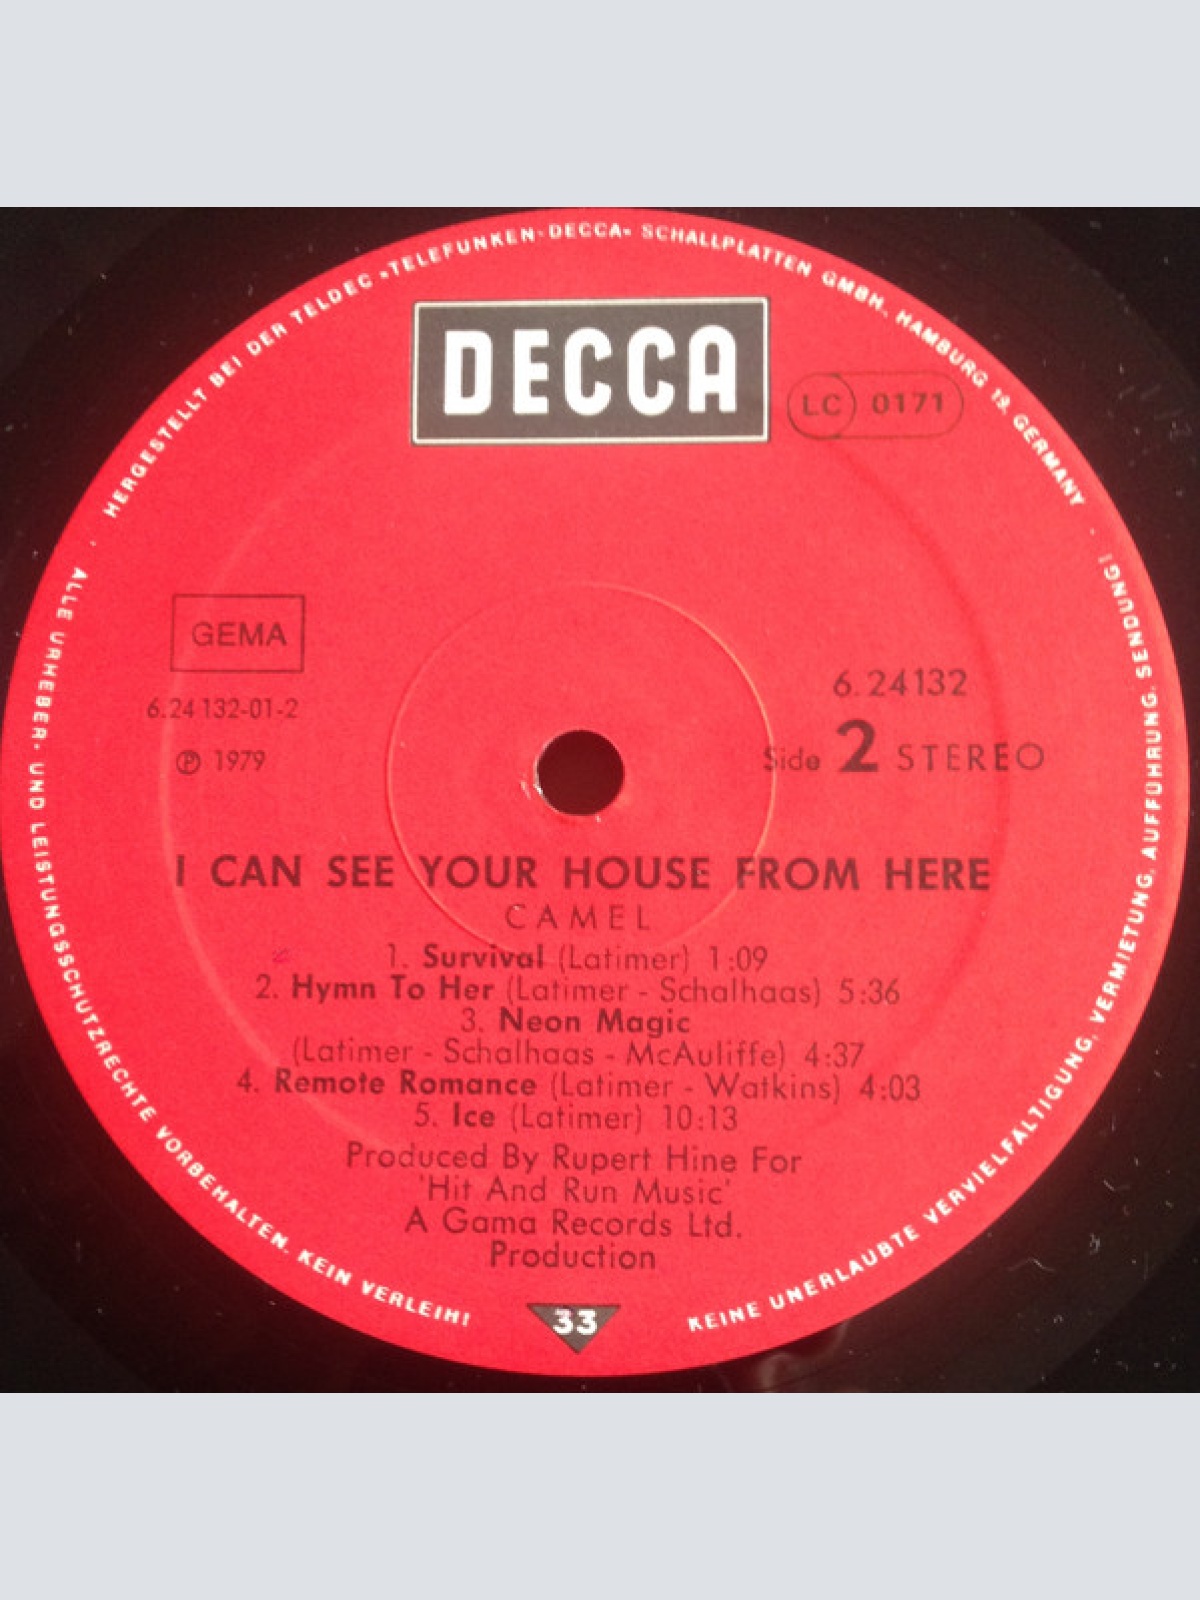 HERGESTELLT BEI DER TELDEC »TELEFUNKEN-DECCA« SCHALLPLATTEN GMBH, HAMBURG 19, GERMANY ·
DECCA
LC 0171
GEMA
6.24 132-01-2
℗ 1979
6.24132
Side 2 STEREO
I CAN SEE YOUR HOUSE FROM HERE
CAMEL
1. Survival (Latimer) 1:09
2. Hymn To Her (Latimer - Schalhaas) 5:36
3. Neon Magic
(Latimer - Schalhaas - McAuliffe) 4:37
4. Remote Romance (Latimer - Watkins) 4:03
5. Ice (Latimer) 10:13
Produced By Rupert Hine For
'Hit And Run Music'
A Gama Records Ltd.
Production
33
· ALLE URHEBER- UND LEISTUNGSSCHUTZRECHTE VORBEHALTEN. KEIN VERLEIH!
KEINE UNERLAUBTE VERVIELFÄLTIGUNG, VERMIETUNG, AUFFÜHRUNG, SENDUNG!